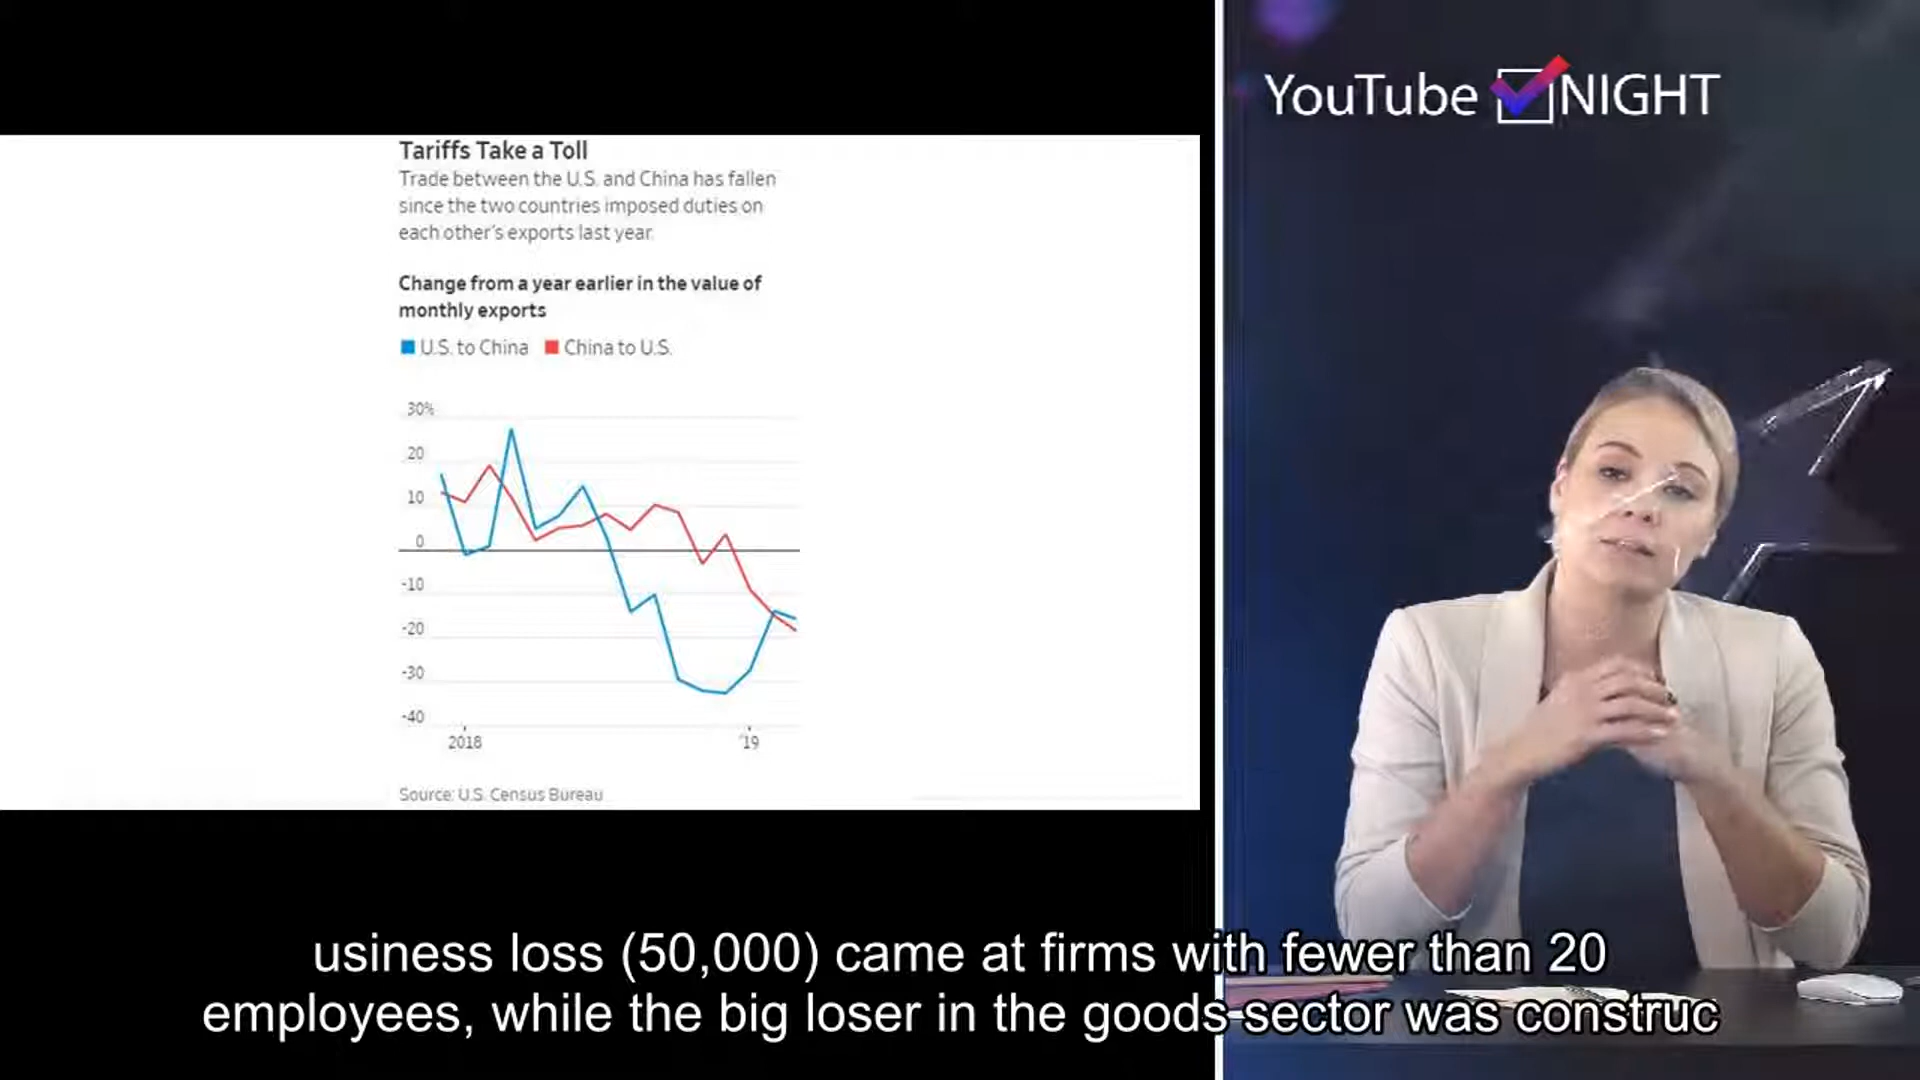 Tariffs Take a Toll
Trade between the U.S. and China has fallen
since the two countries imposed duties on
each other's exports last year.
Change from a year earlier in the value of
monthly exports
U.S. to China China to U.S.
30%
20
10
0
-10
-20
-30
-40
2018 '19
Source: U.S. Census Bureau
YouTube NIGHT
usiness loss (50,000) came at firms with fewer than 20
employees, while the big loser in the goods sector was construc